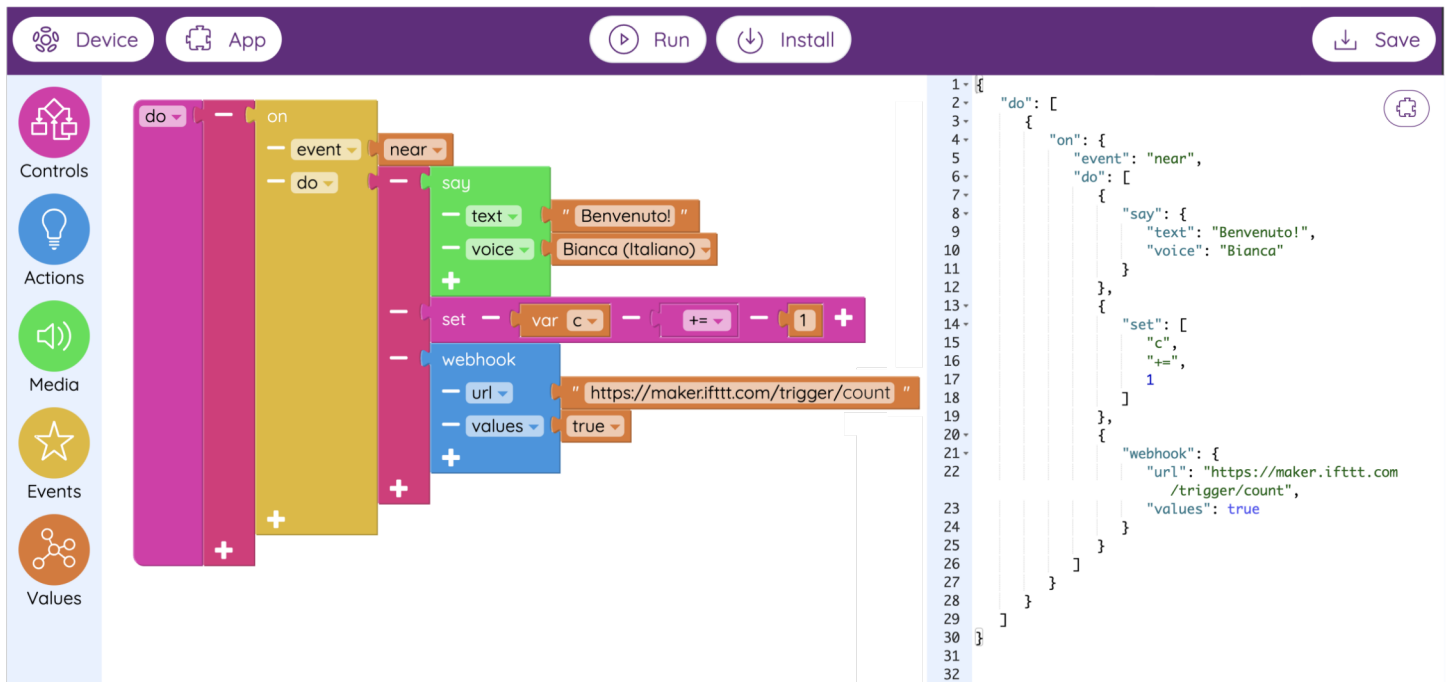 Device App Run Install Save
Controls
Actions
Media
Events
Values
do on
event near
do say
text " Benvenuto! "
voice Bianca (Italiano)
set var c += 1
webhook
url " https://maker.ifttt.com/trigger/count "
values true
1 {
2 "do": [
3 {
4 "on": {
5 "event": "near",
6 "do": [
7 {
8 "say": {
9 "text": "Benvenuto!",
10 "voice": "Bianca"
11 }
12 },
13 {
14 "set": [
15 "c",
16 "+=",
17 1
18 ]
19 },
20 {
21 "webhook": {
22 "url": "https://maker.ifttt.com
/trigger/count",
23 "values": true
24 }
25 }
26 ]
27 }
28 }
29 ]
30 }
31
32